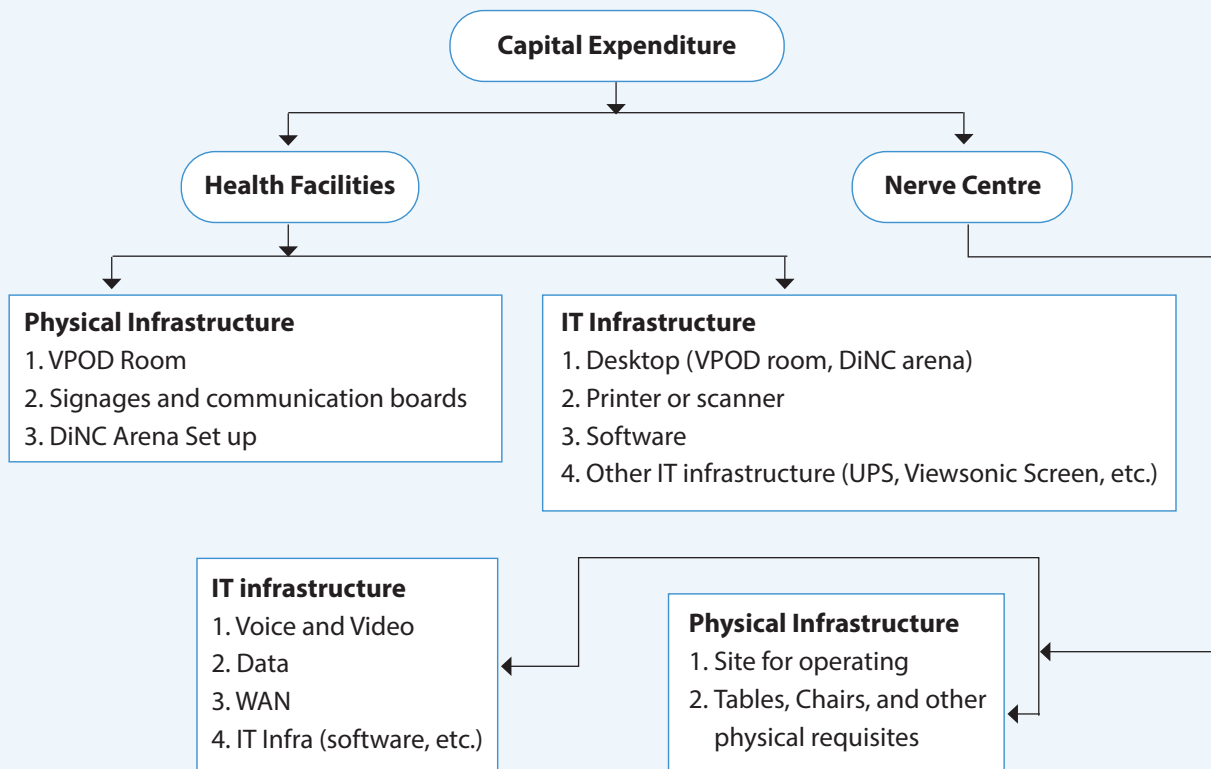 Capital Expenditure
Health Facilities
Nerve Centre
Physical Infrastructure
1. VPOD Room
2. Signages and communication boards
3. DiNC Arena Set up
IT Infrastructure
1. Desktop (VPOD room, DiNC arena)
2. Printer or scanner
3. Software
4. Other IT infrastructure (UPS, Viewsonic Screen, etc.)
IT infrastructure
1. Voice and Video
2. Data
3. WAN
4. IT Infra (software, etc.)
Physical Infrastructure
1. Site for operating
2. Tables, Chairs, and other
physical requisites